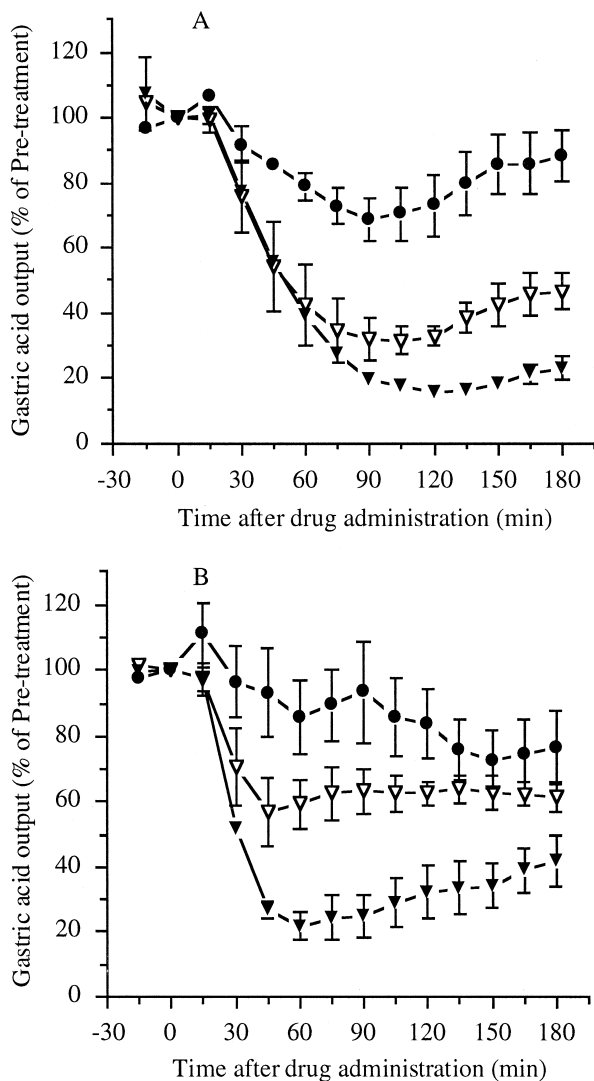 A
Gastric acid output (% of Pre-treatment)
120
100
80
60
40
20
0
-30 0 30 60 90 120 150 180
Time after drug administration (min)
B
Gastric acid output (% of Pre-treatment)
120
100
80
60
40
20
0
-30 0 30 60 90 120 150 180
Time after drug administration (min)